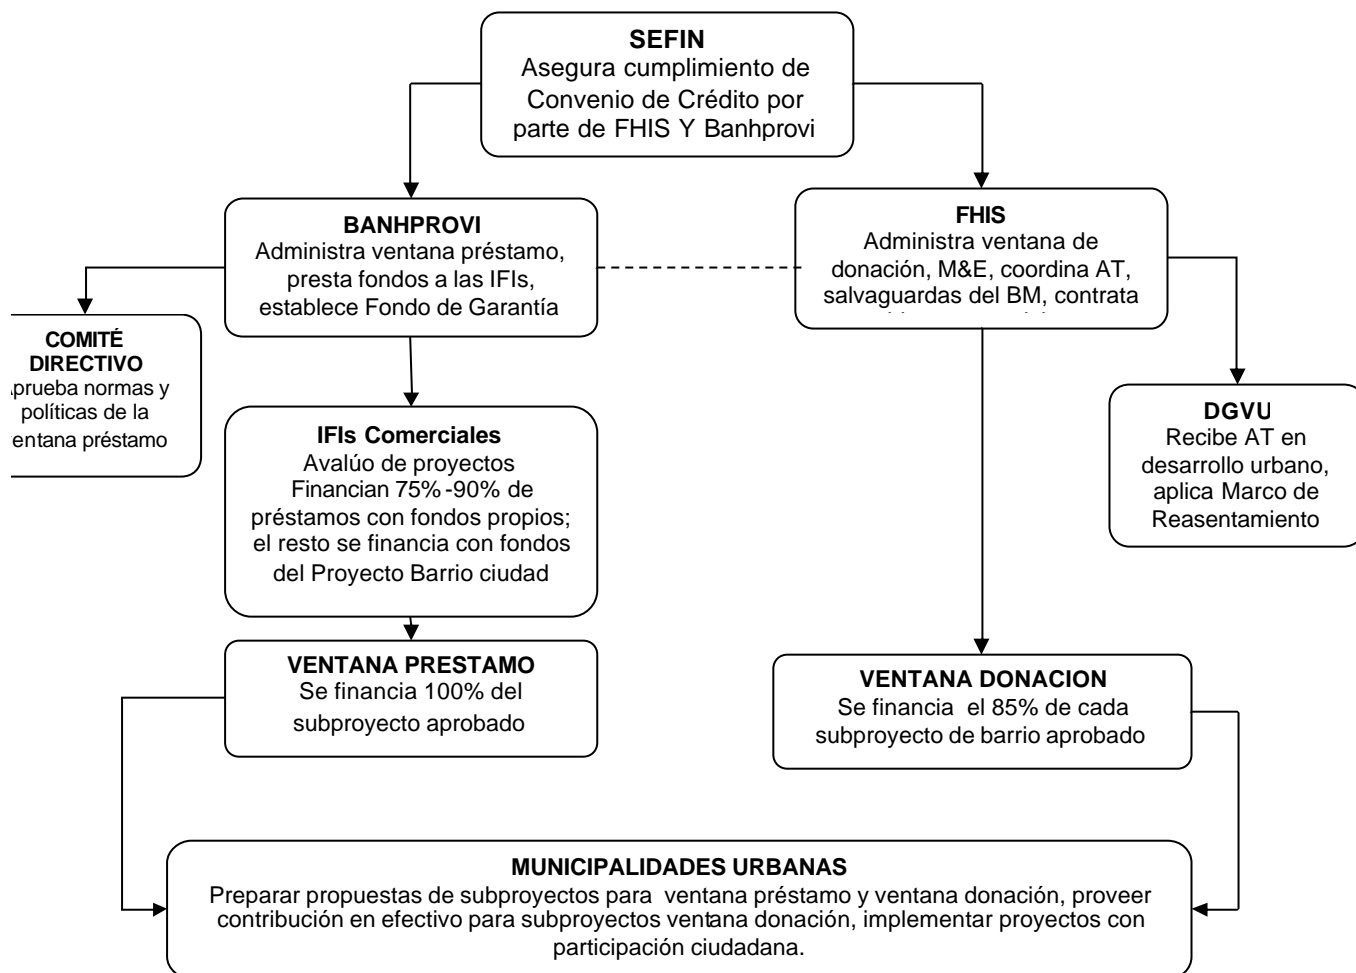 SEFIN
Asegura cumplimiento de
Convenio de Crédito por
parte de FHIS Y Banhprovi
BANHPROVI
Administra ventana préstamo,
presta fondos a las IFIs,
establece Fondo de Garantía
FHIS
Administra ventana de
donación, M&E, coordina AT,
salvaguardas del BM, contrata
COMITÉ
DIRECTIVO
normas y
políticas de la
préstamo
IFIs Comerciales
Avalúo de proyectos
Financian 75% -90% de
préstamos con fondos propios;
el resto se financia con fondos
del Proyecto Barrio ciudad
DGVU
Recibe AT en
desarrollo urbano,
aplica Marco de
Reasentamiento
VENTANA PRESTAMO
Se financia 100% del
subproyecto aprobado
VENTANA DONACION
Se financia el 85% de cada
subproyecto de barrio aprobado
MUNICIPALIDADES URBANAS
Preparar propuestas de subproyectos para ventana préstamo y ventana donación, proveer
contribución en efectivo para subproyectos ventana donación, implementar proyectos con
participación ciudadana.